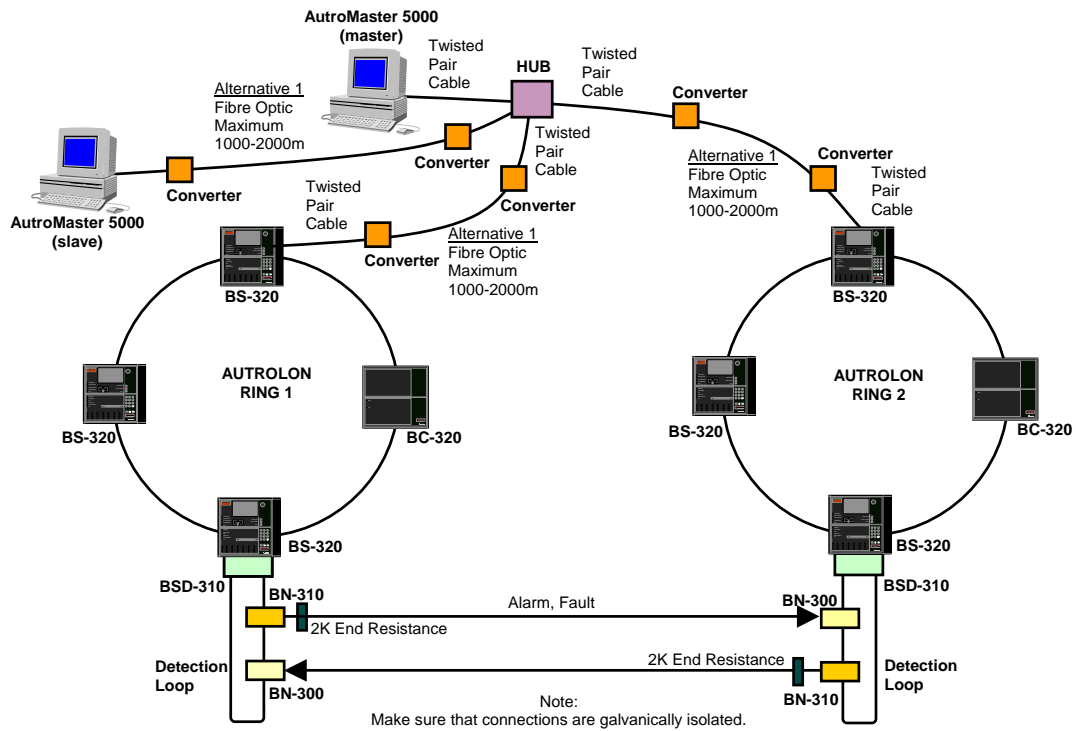 AutroMaster 5000
(master)
Twisted
Pair
Cable
HUB
Twisted
Pair
Cable
Converter
Alternative 1
Fibre Optic
Maximum
1000-2000m
Converter
Twisted
Pair
Cable
Converter
AutroMaster 5000
(slave)
Converter
Twisted
Pair
Cable
Converter
Alternative 1
Fibre Optic
Maximum
1000-2000m
Alternative 1
Fibre Optic
Maximum
1000-2000m
Converter
Twisted
Pair
Cable
BS-320
BS-320
AUTROLON
RING 1
BS-320
BC-320
BS-320
AUTROLON
RING 2
BS-320
BC-320
BS-320
BS-320
BSD-310
BN-310
Alarm, Fault
2K End Resistance
BN-300
BSD-310
Detection
Loop
BN-300
2K End Resistance
BN-310
Detection
Loop
Note:
Make sure that connections are galvanically isolated.